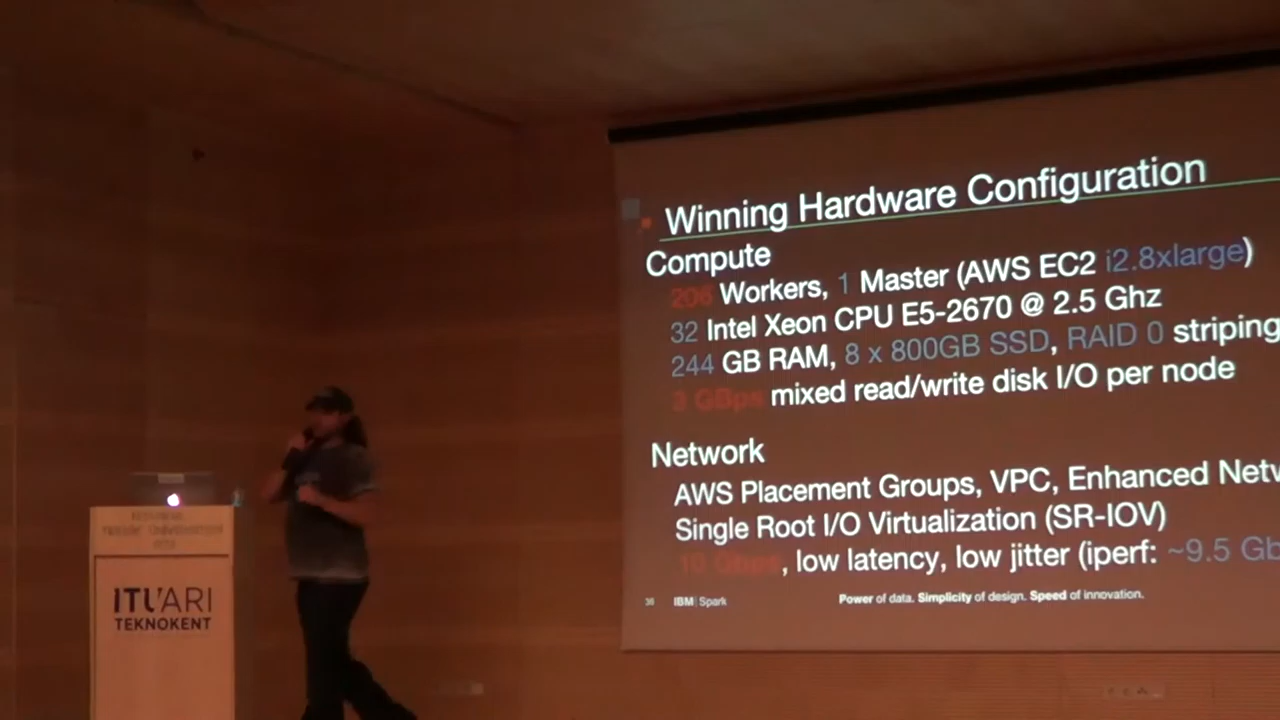 Winning Hardware Configuration
Compute
206 Workers, 1 Master (AWS EC2 i2.8xlarge)
32 Intel Xeon CPU E5-2670 @ 2.5 Ghz
244 GB RAM, 8 x 800GB SSD, RAID 0 striping
3 GBps mixed read/write disk I/O per node
Network
AWS Placement Groups, VPC, Enhanced Netw
Single Root I/O Virtualization (SR-IOV)
10 Gbps, low latency, low jitter (iperf: ~9.5 Gb
IBM Spark
Power of data. Simplicity of design. Speed of innovation.
ITÜARI
TEKNOKENT